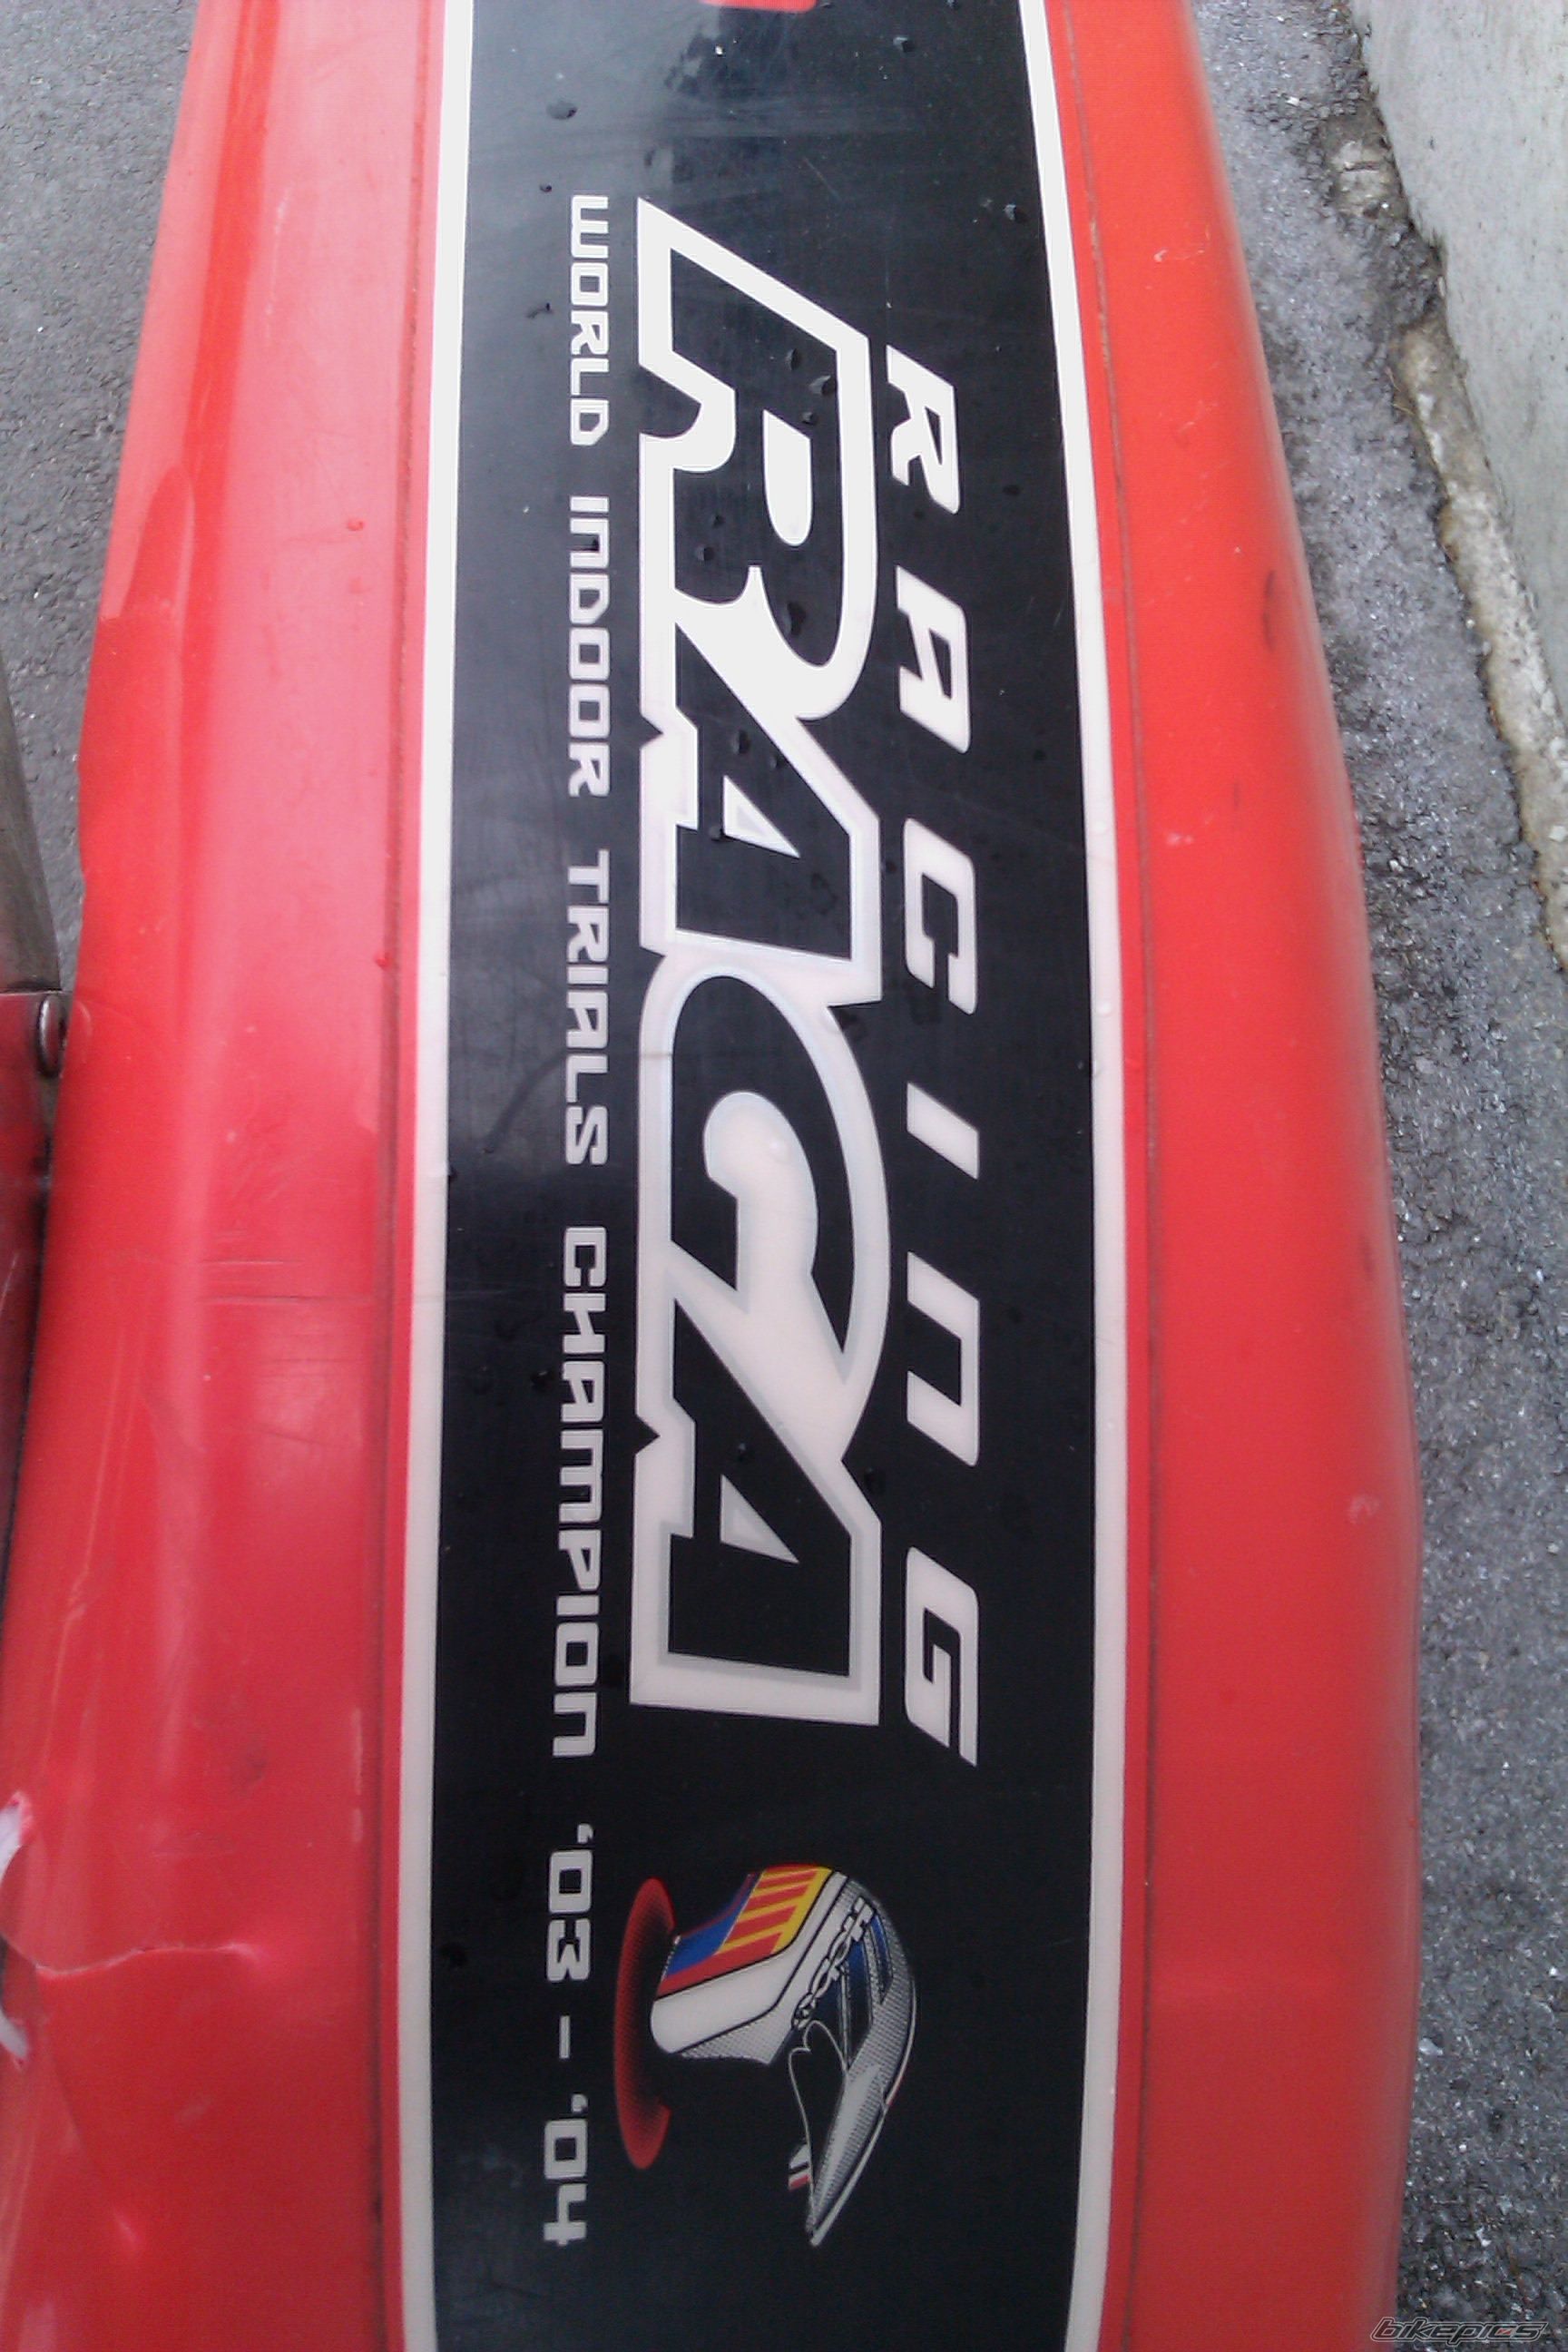 RACING
RAGA
WORLD INDOOR TRIALS CHAMPION '03 - '04
bikepics